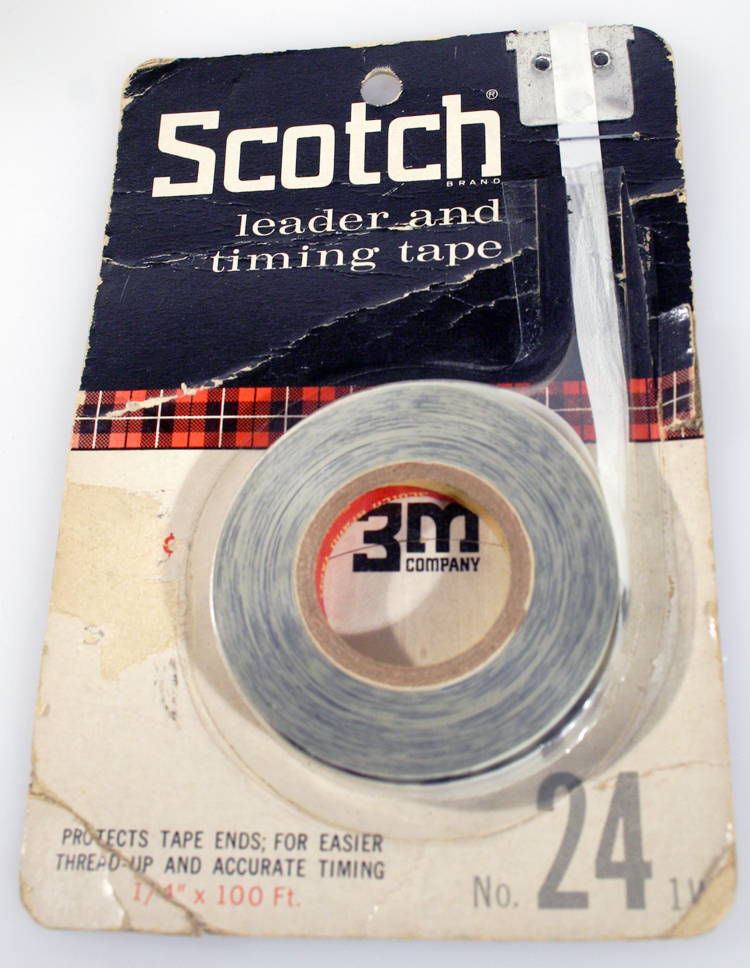 Scotch®
BRAND
leader and
timing tape
3M
COMPANY
PROTECTS TAPE ENDS; FOR EASIER
THREAD-UP AND ACCURATE TIMING
1/4" x 100 Ft.
No. 24